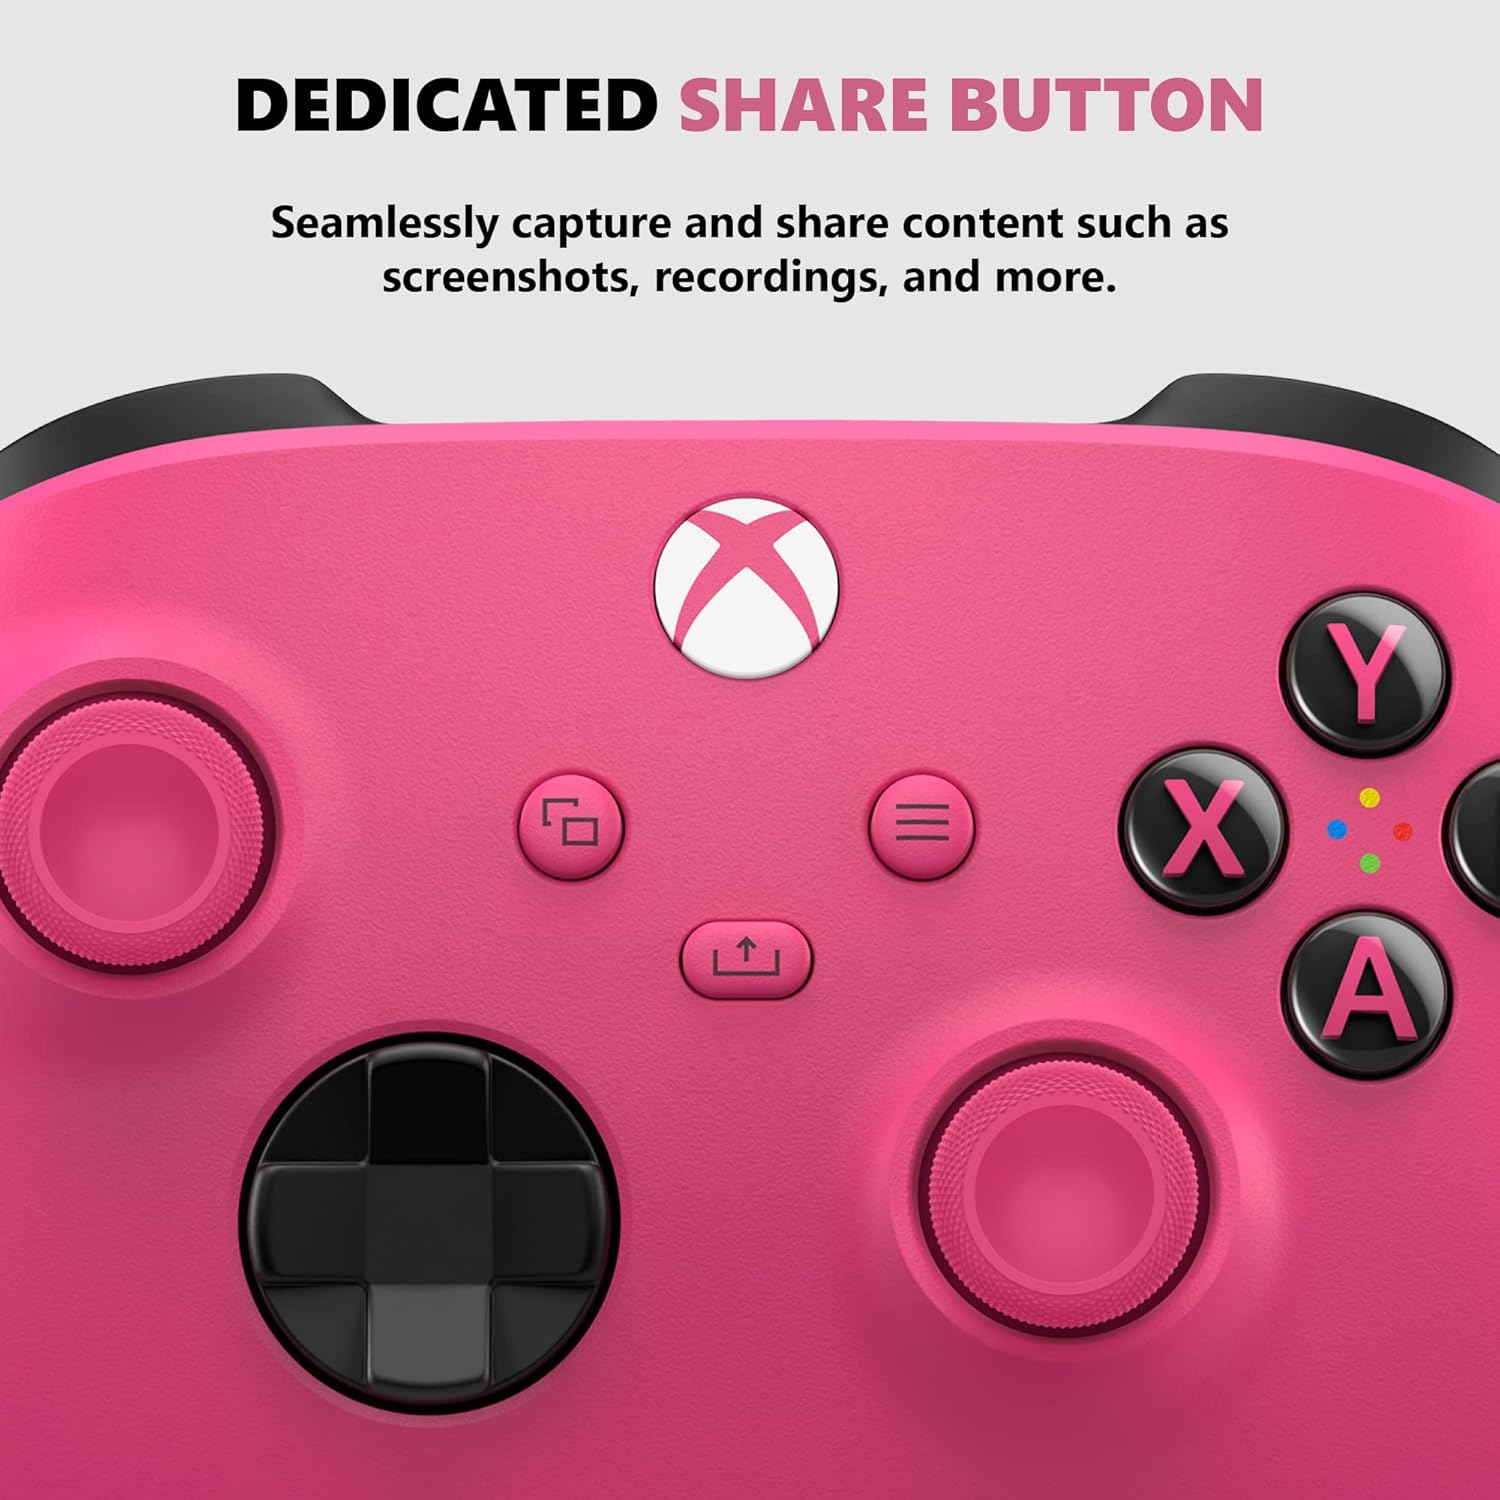 DEDICATED SHARE BUTTON
Seamlessly capture and share content such as
screenshots, recordings, and more.
Y
X
A